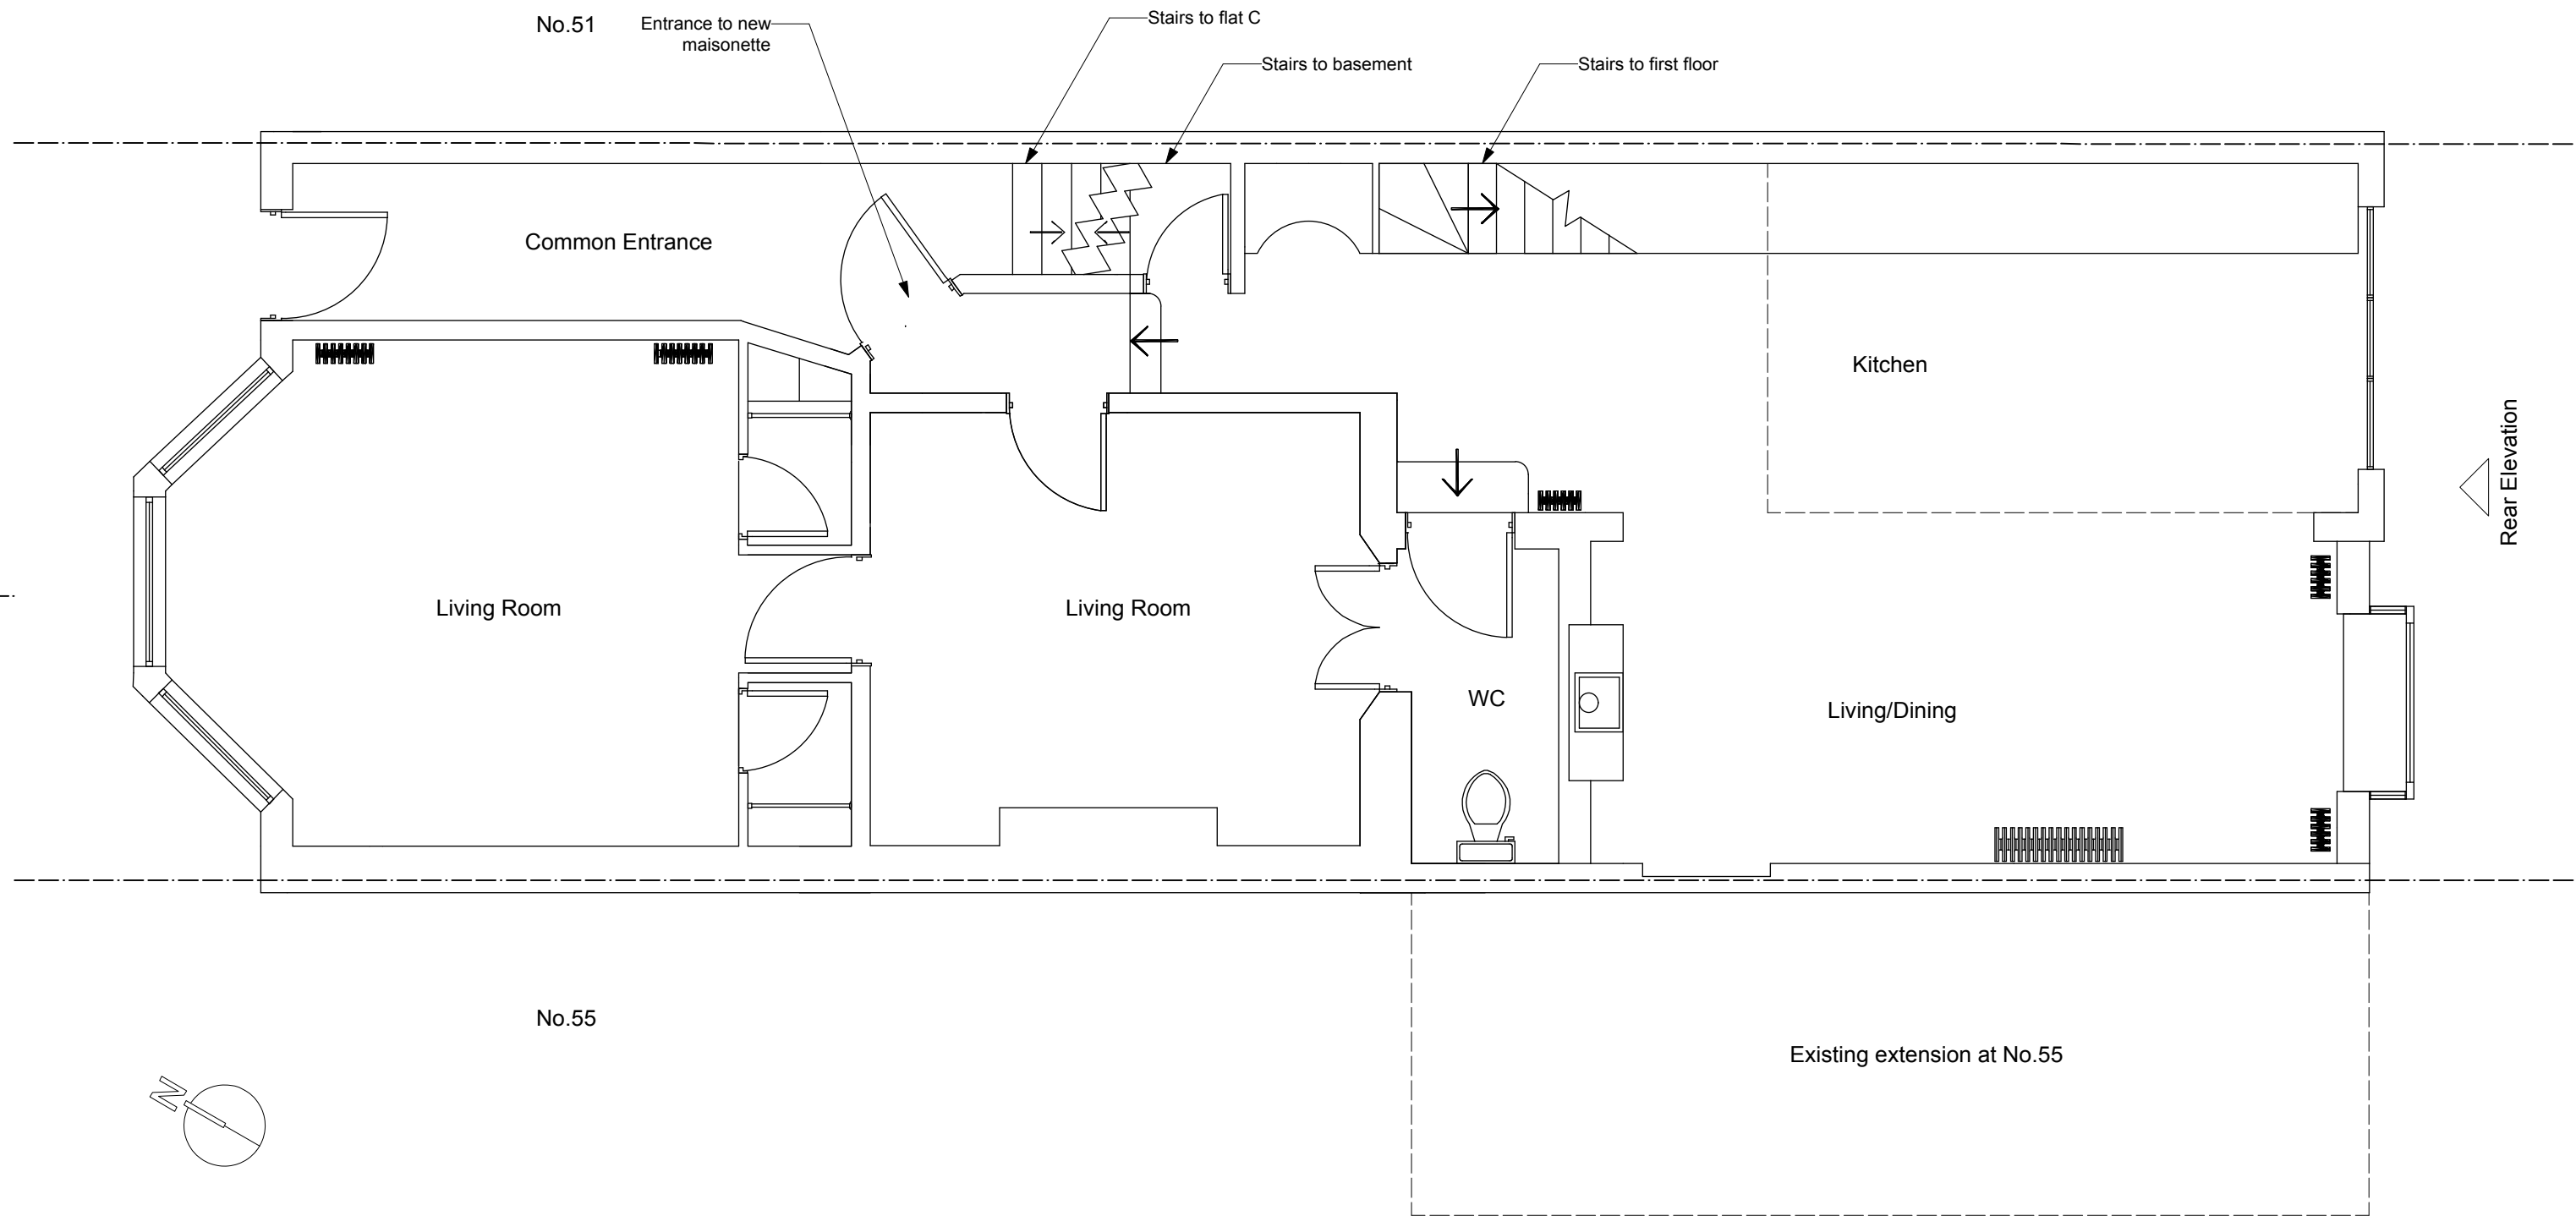 No.51
Entrance to new
maisonette
Stairs to flat C
Stairs to basement
Stairs to first floor
Common Entrance
Kitchen
Rear Elevation
Living Room
Living Room
WC
Living/Dining
No.55
Existing extension at No.55
N